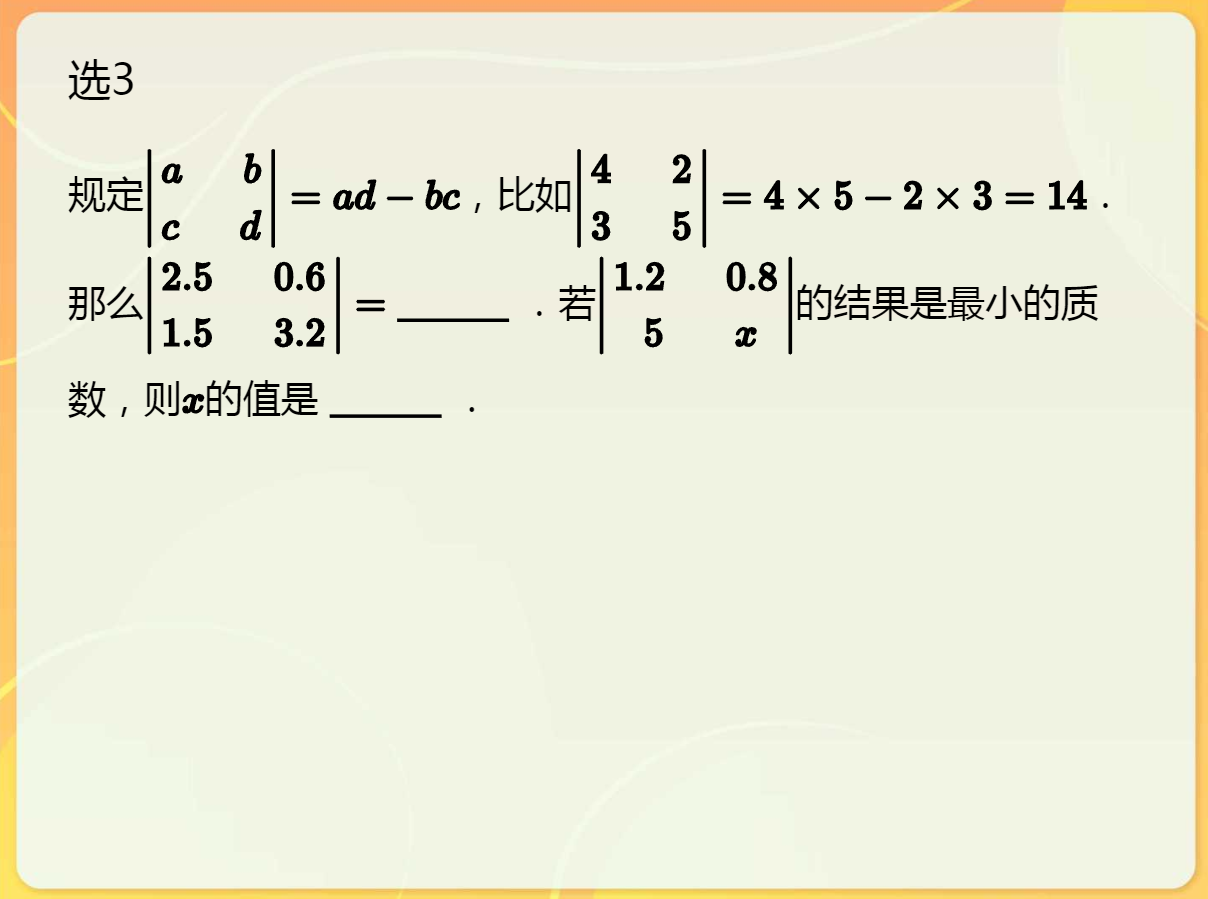 选3
规定|a b; c d| = ad − bc，比如|4 2; 3 5| = 4 × 5 − 2 × 3 = 14．
那么|2.5 0.6; 1.5 3.2| = ______ ．若|1.2 0.8; 5 x|的结果是最小的质
数，则x的值是 ______ ．